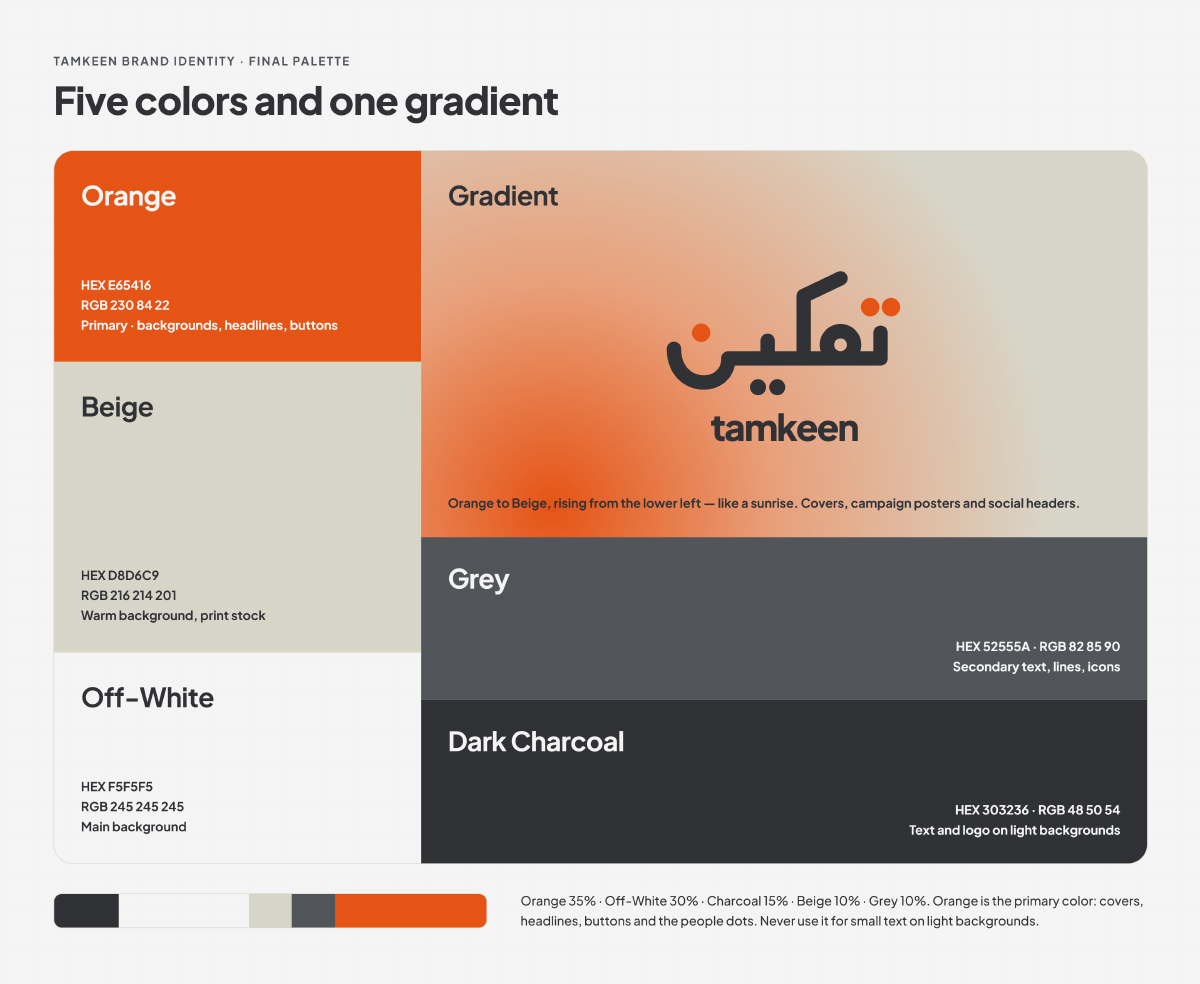 TAMKEEN BRAND IDENTITY · FINAL PALETTE
Five colors and one gradient
Orange
HEX E65416
RGB 230 84 22
Primary · backgrounds, headlines, buttons
Beige
HEX D8D6C9
RGB 216 214 201
Warm background, print stock
Off-White
HEX F5F5F5
RGB 245 245 245
Main background
Gradient
تمكين
tamkeen
Orange to Beige, rising from the lower left — like a sunrise. Covers, campaign posters and social headers.
Grey
HEX 52555A · RGB 82 85 90
Secondary text, lines, icons
Dark Charcoal
HEX 303236 · RGB 48 50 54
Text and logo on light backgrounds
Orange 35% · Off-White 30% · Charcoal 15% · Beige 10% · Grey 10%. Orange is the primary color: covers,
headlines, buttons and the people dots. Never use it for small text on light backgrounds.